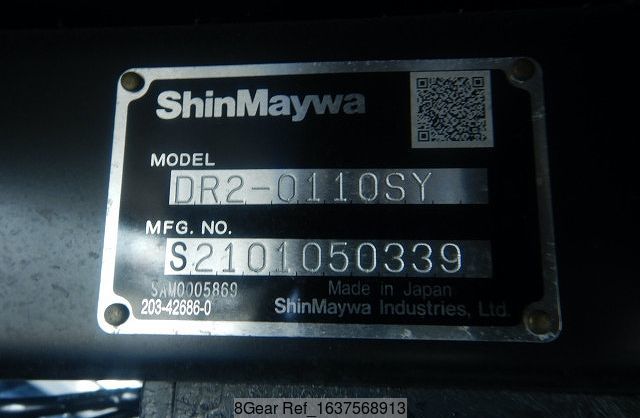 ShinMaywa
MODEL
DR2-0110SY
MFG. NO.
S2101050339
SAM0005869
Made in Japan
203-42686-0
ShinMaywa Industries, Ltd.
8Gear Ref_1637568913